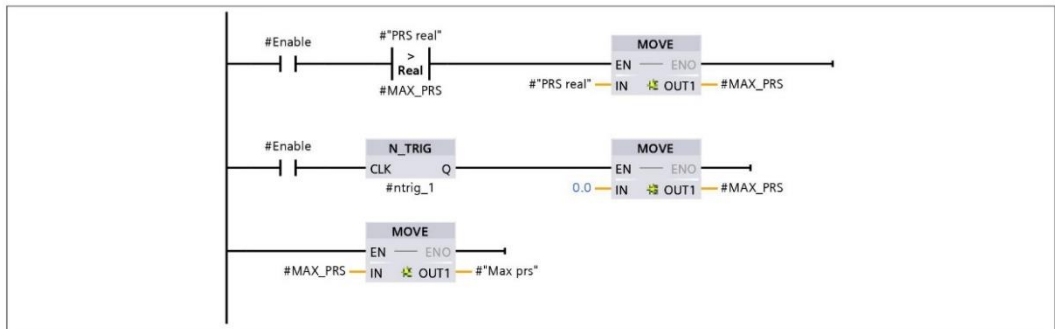 #Enable
#"PRS real"
>
Real
#MAX_PRS
MOVE
EN ENO
#"PRS real" IN OUT1 #MAX_PRS
#Enable
N_TRIG
CLK Q
#ntrig_1
MOVE
EN ENO
0.0 IN OUT1 #MAX_PRS
MOVE
EN ENO
#MAX_PRS IN OUT1 #"Max prs"